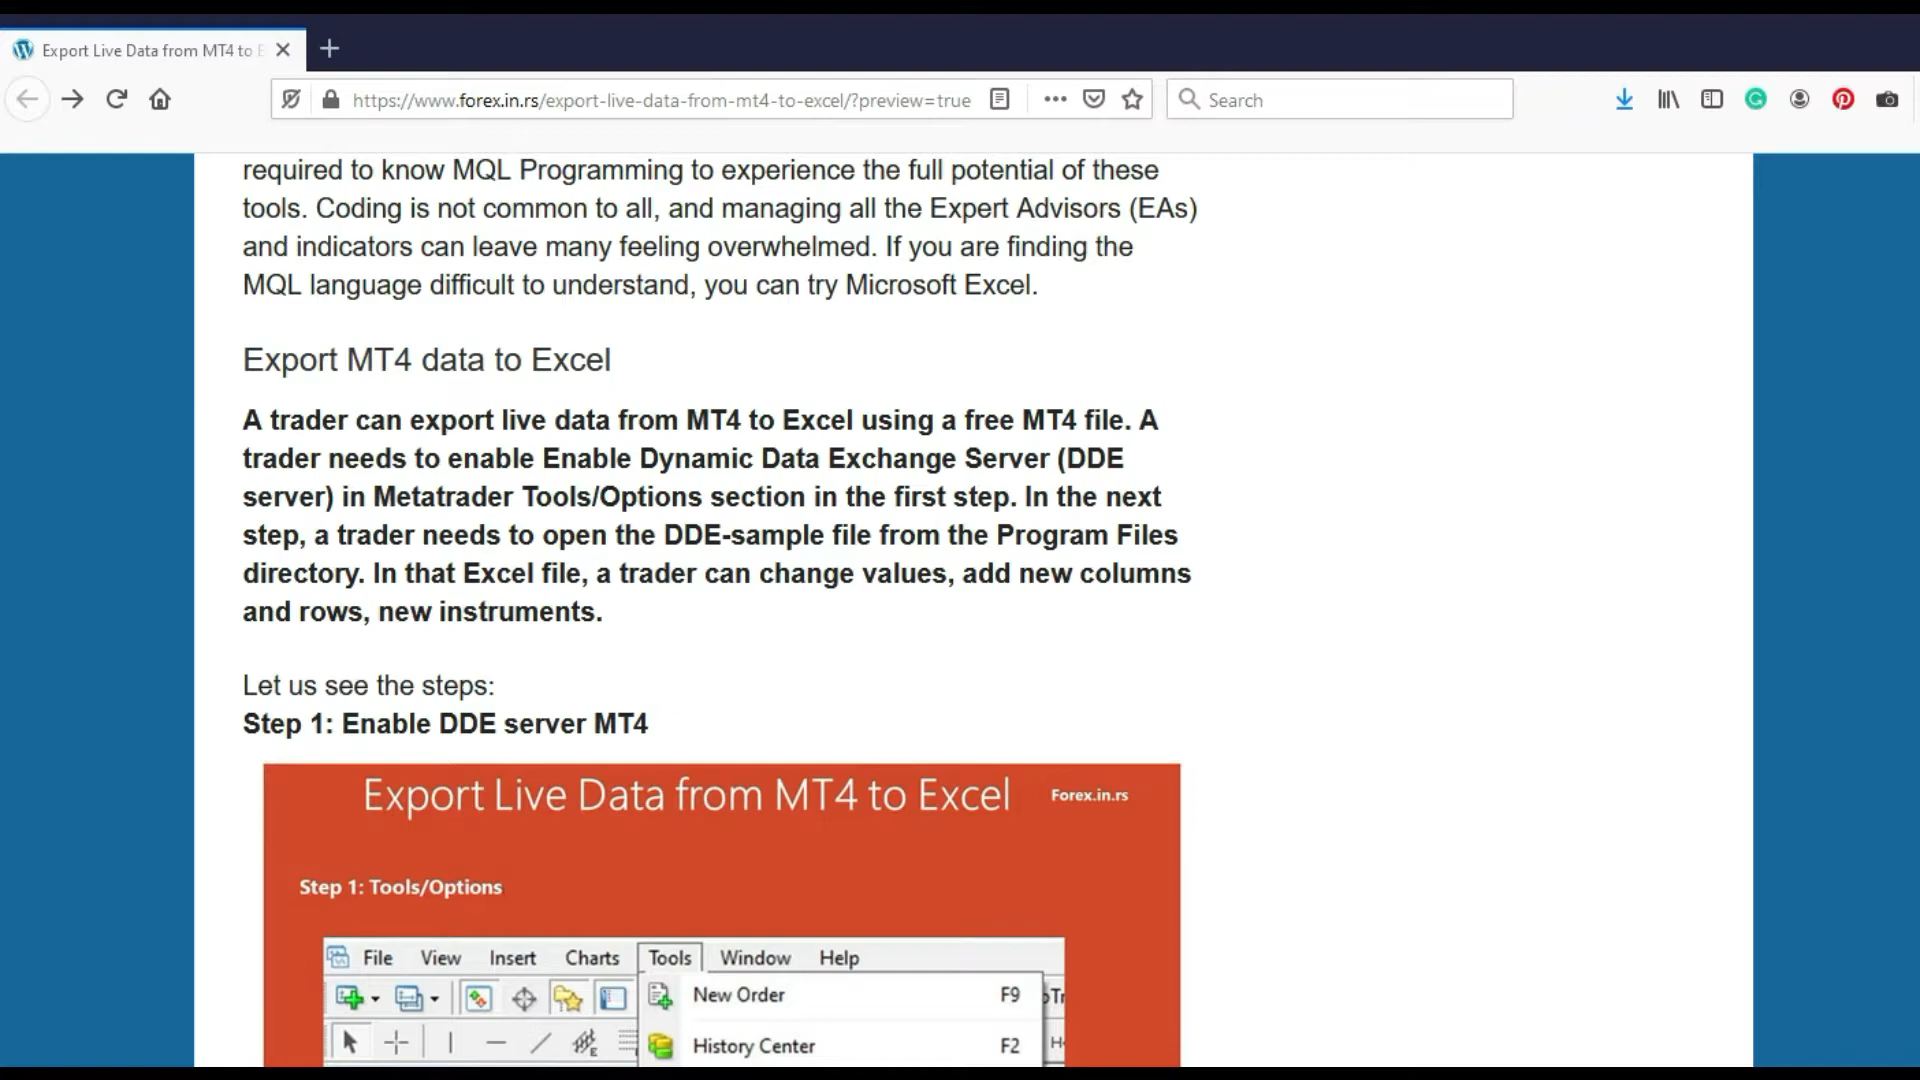 Export Live Data from MT4 to E
https://www.forex.in.rs/export-live-data-from-mt4-to-excel/?preview=true
Search
required to know MQL Programming to experience the full potential of these
tools. Coding is not common to all, and managing all the Expert Advisors (EAs)
and indicators can leave many feeling overwhelmed. If you are finding the
MQL language difficult to understand, you can try Microsoft Excel.
Export MT4 data to Excel
A trader can export live data from MT4 to Excel using a free MT4 file. A
trader needs to enable Enable Dynamic Data Exchange Server (DDE
server) in Metatrader Tools/Options section in the first step. In the next
step, a trader needs to open the DDE-sample file from the Program Files
directory. In that Excel file, a trader can change values, add new columns
and rows, new instruments.
Let us see the steps:
Step 1: Enable DDE server MT4
Export Live Data from MT4 to Excel Forex.in.rs
Step 1: Tools/Options
File View Insert Charts Tools Window Help
New Order F9
History Center F2